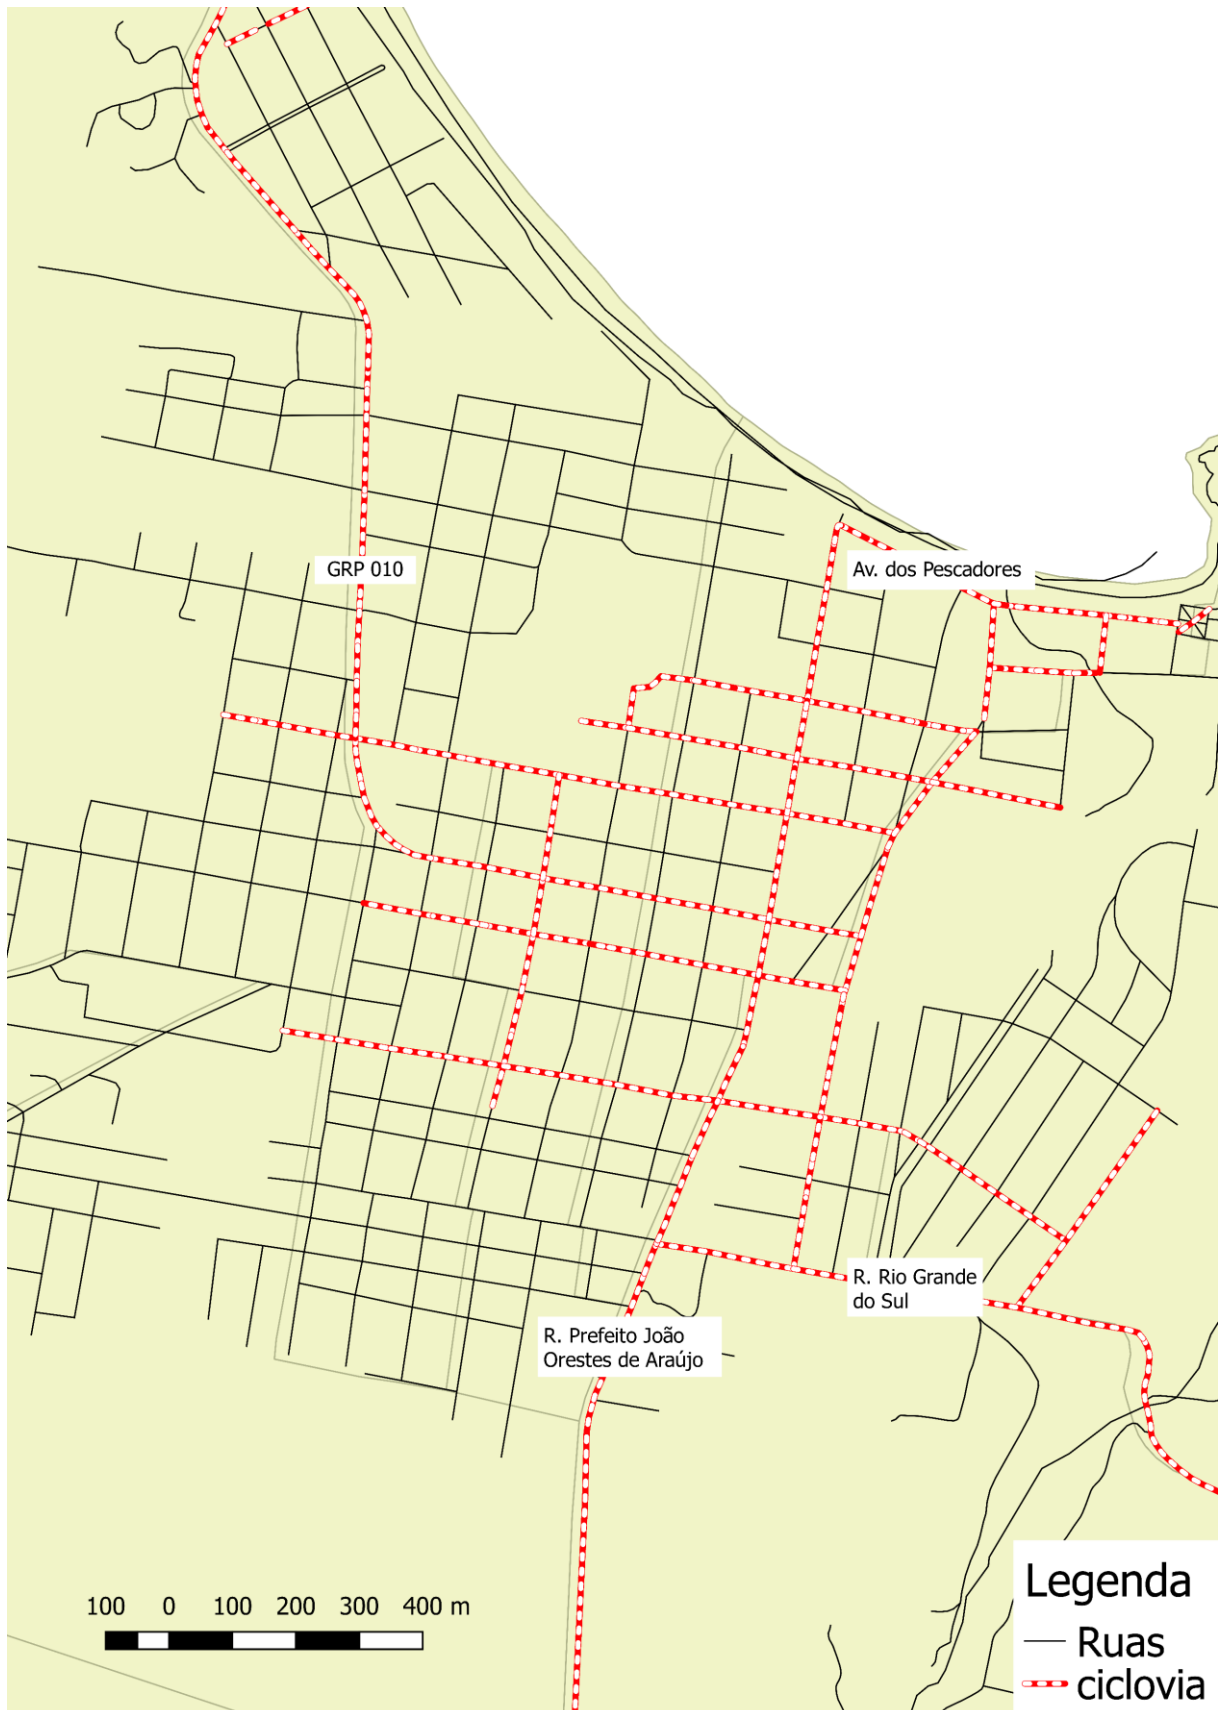 GRP 010
Av. dos Pescadores
R. Rio Grande
do Sul
R. Prefeito João
Orestes de Araújo
100 0 100 200 300 400 m
Legenda
Ruas
ciclovia